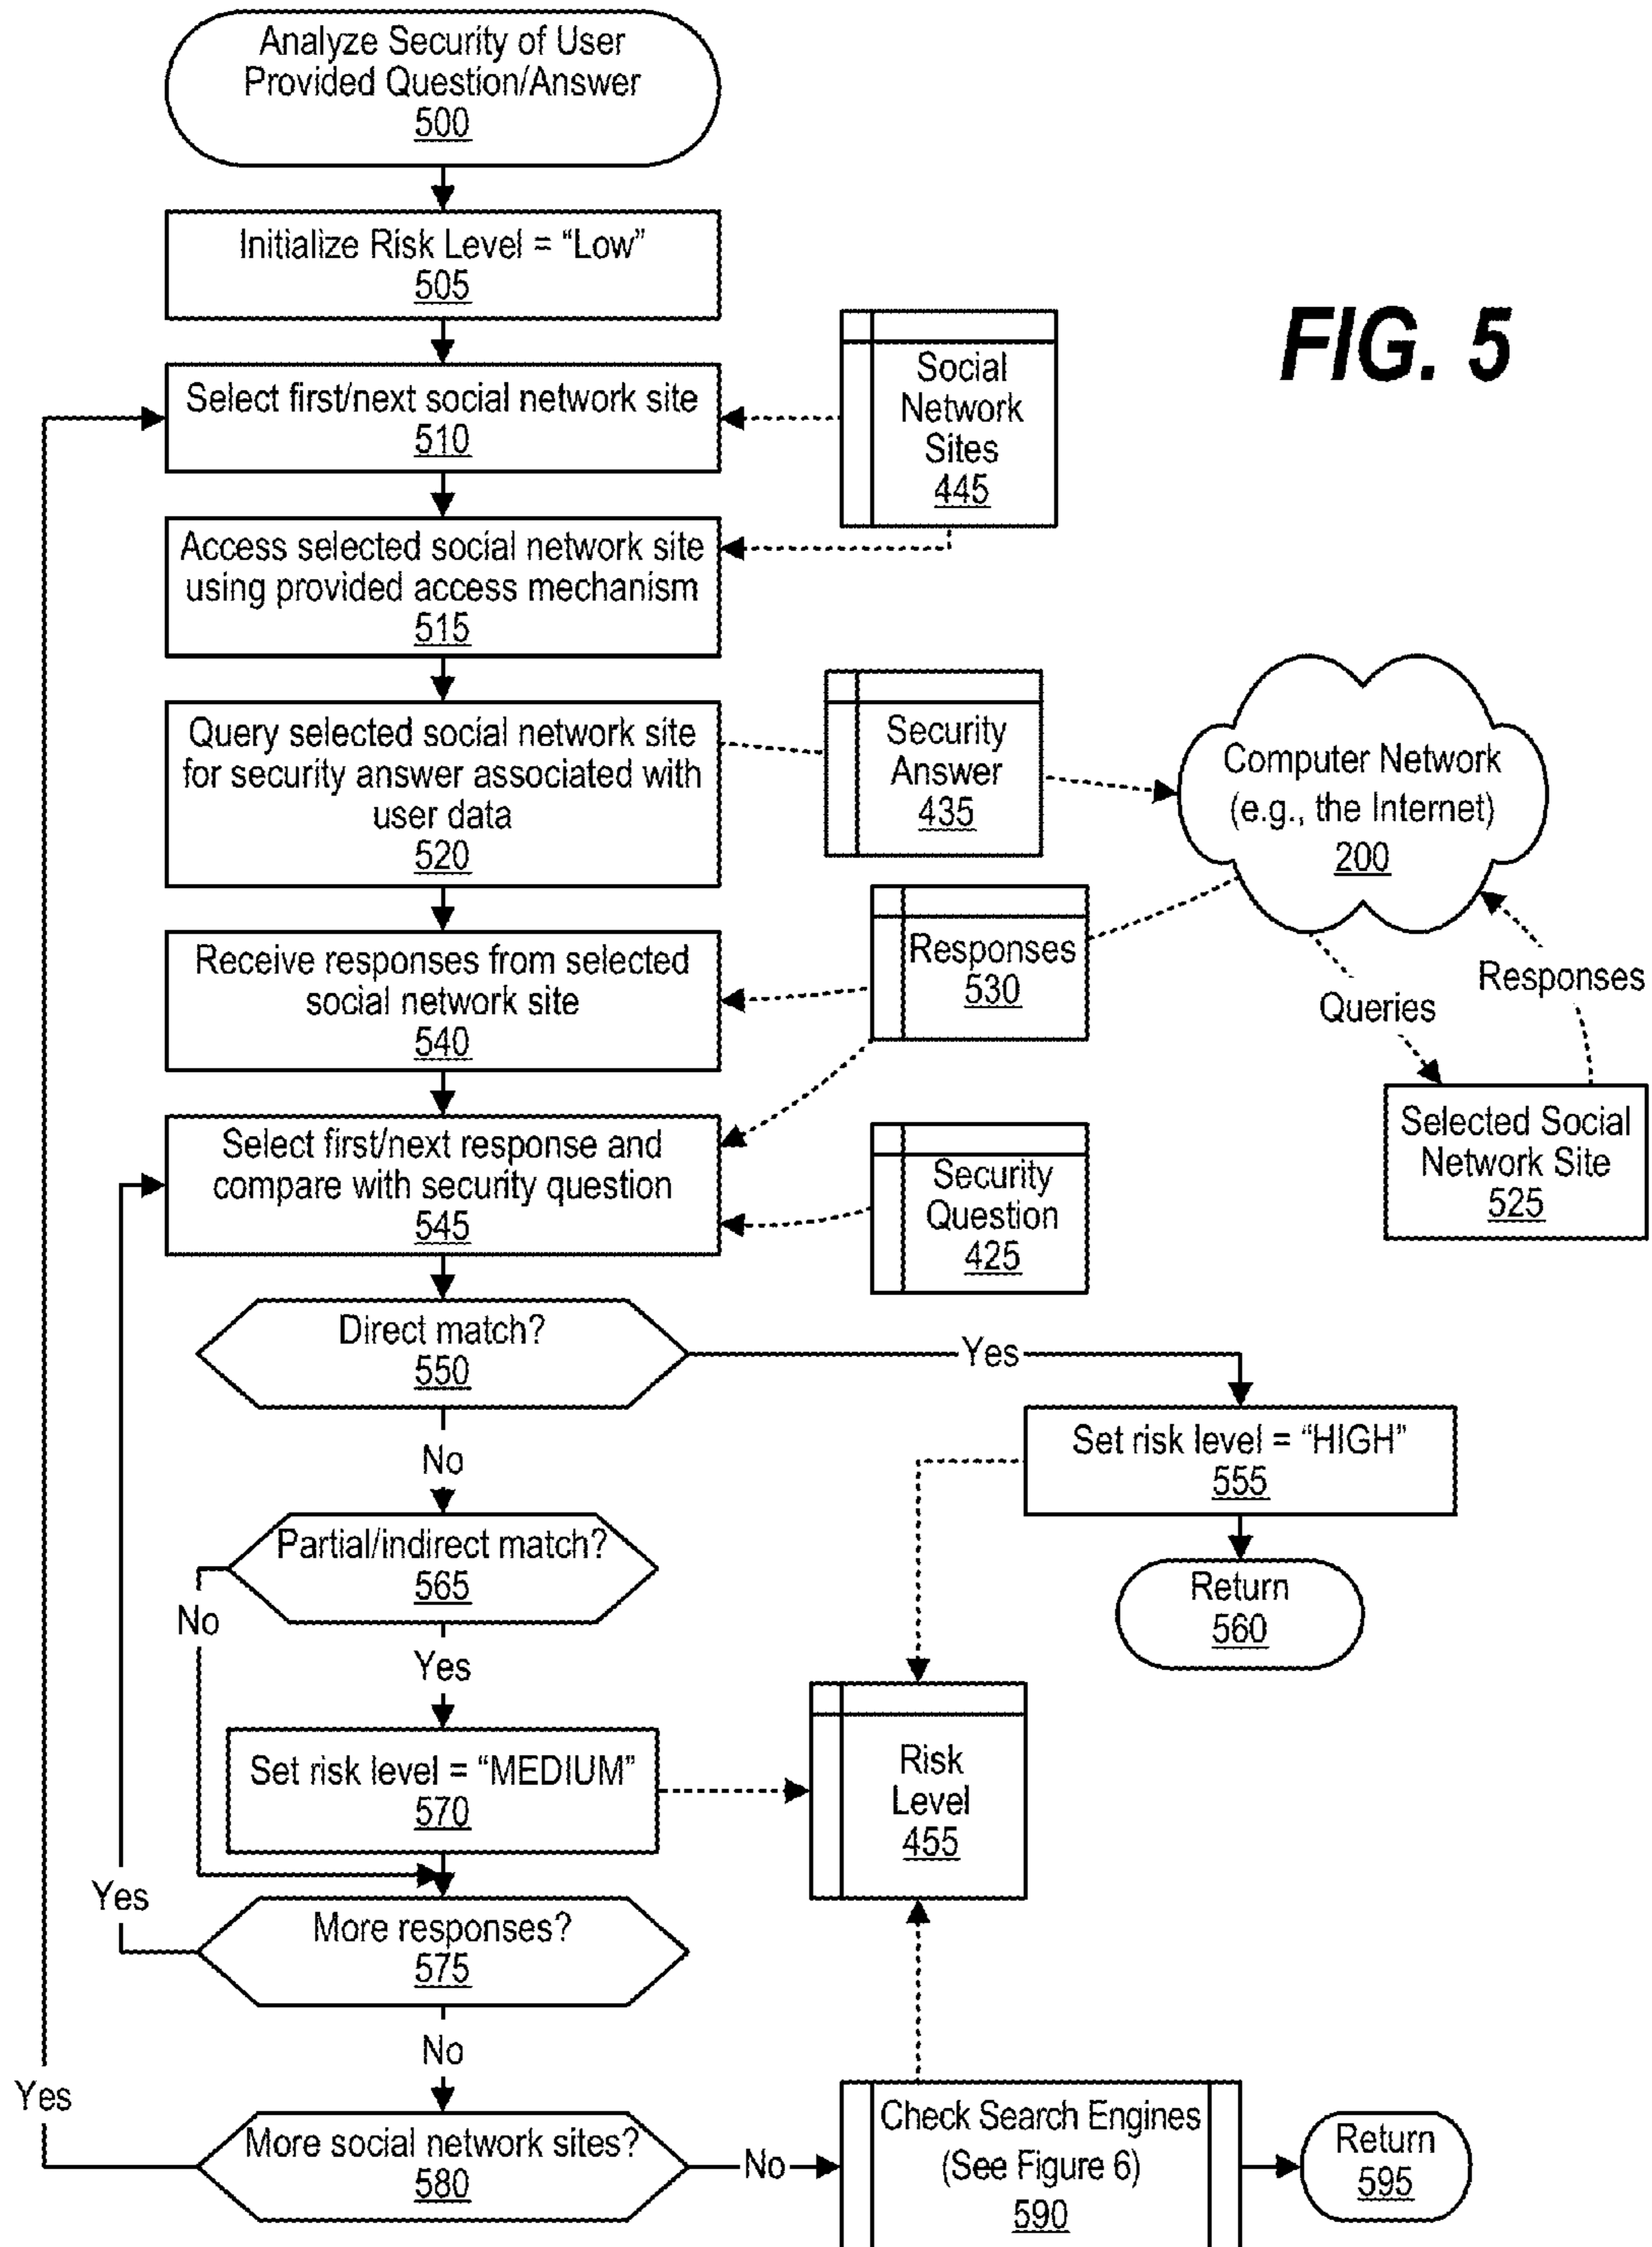 Analyze Security of User
Provided Question/Answer
500
Initialize Risk Level = “Low”
505
FIG. 5
Select first/next social network site
510
Social
Network
Sites
445
Access selected social network site
using provided access mechanism
515
Query selected social network site
for security answer associated with
user data
520
Security
Answer
435
Computer Network
(e.g., the Internet)
200
Receive responses from selected
social network site
540
Responses
530
Queries
Responses
Selected Social
Network Site
525
Select first/next response and
compare with security question
545
Security
Question
425
Direct match?
550
Yes
No
Set risk level = “HIGH”
555
Return
560
Partial/indirect match?
565
No
Yes
Set risk level = “MEDIUM”
570
Risk
Level
455
Yes
More responses?
575
No
Yes
More social network sites?
580
No
Check Search Engines
(See Figure 6)
590
Return
595